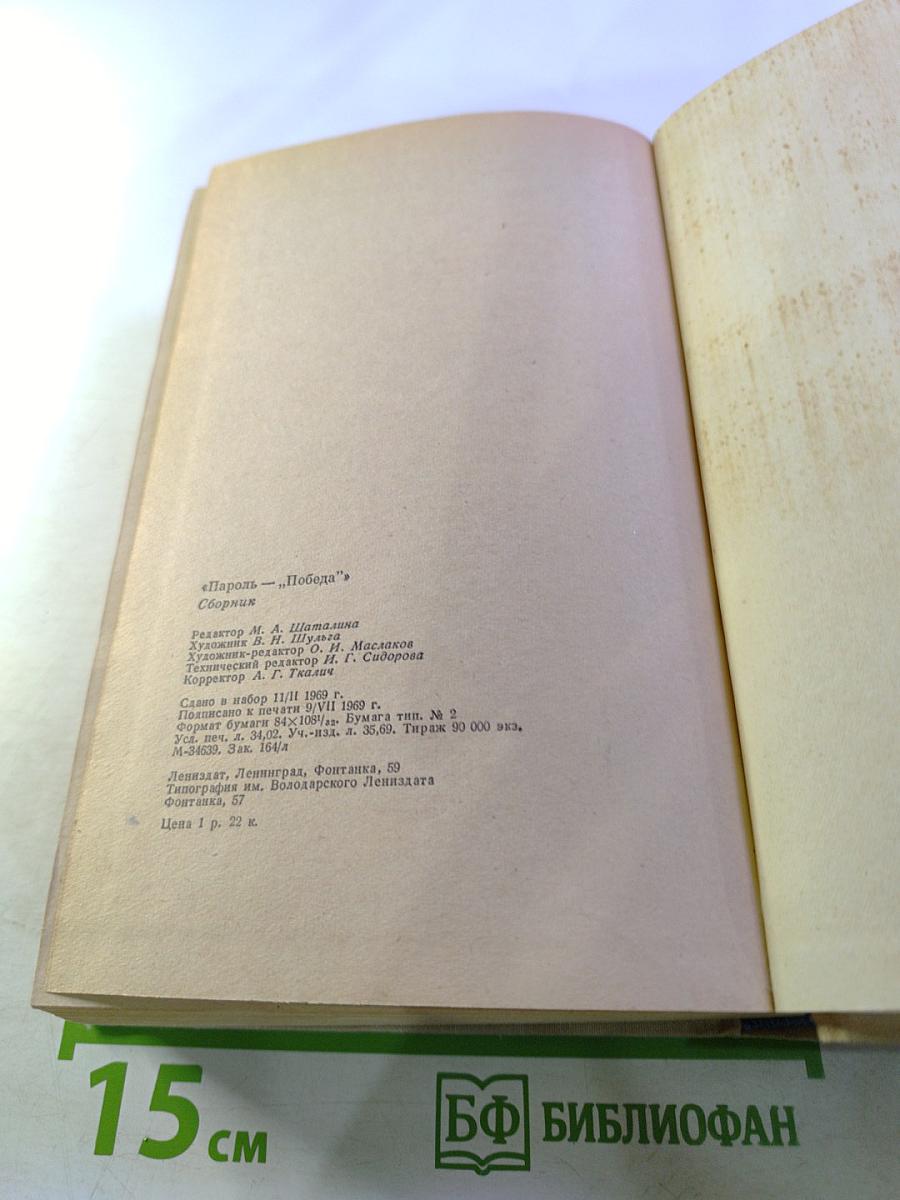 «Пароль — „Победа"»
Сборник
Редактор М. А. Шаталина
Художник В. Н. Шульга
Художник-редактор О. И. Маслаков
Технический редактор И. Г. Сидорова
Корректор А. Г. Ткалич
Сдано в набор 11/II 1969 г.
Подписано к печати 9/VII 1969 г.
Формат бумаги 84×108¹/₃₂. Бумага тип. № 2
Усл. печ. л. 34,02. Уч.-изд. л. 35,69. Тираж 90 000 экз.
М-34639. Зак. 164/л
Лениздат, Ленинград, Фонтанка, 59
Типография им. Володарского Лениздата
Фонтанка, 57
Цена 1 р. 22 к.
15 см
БФ БИБЛИОФАН